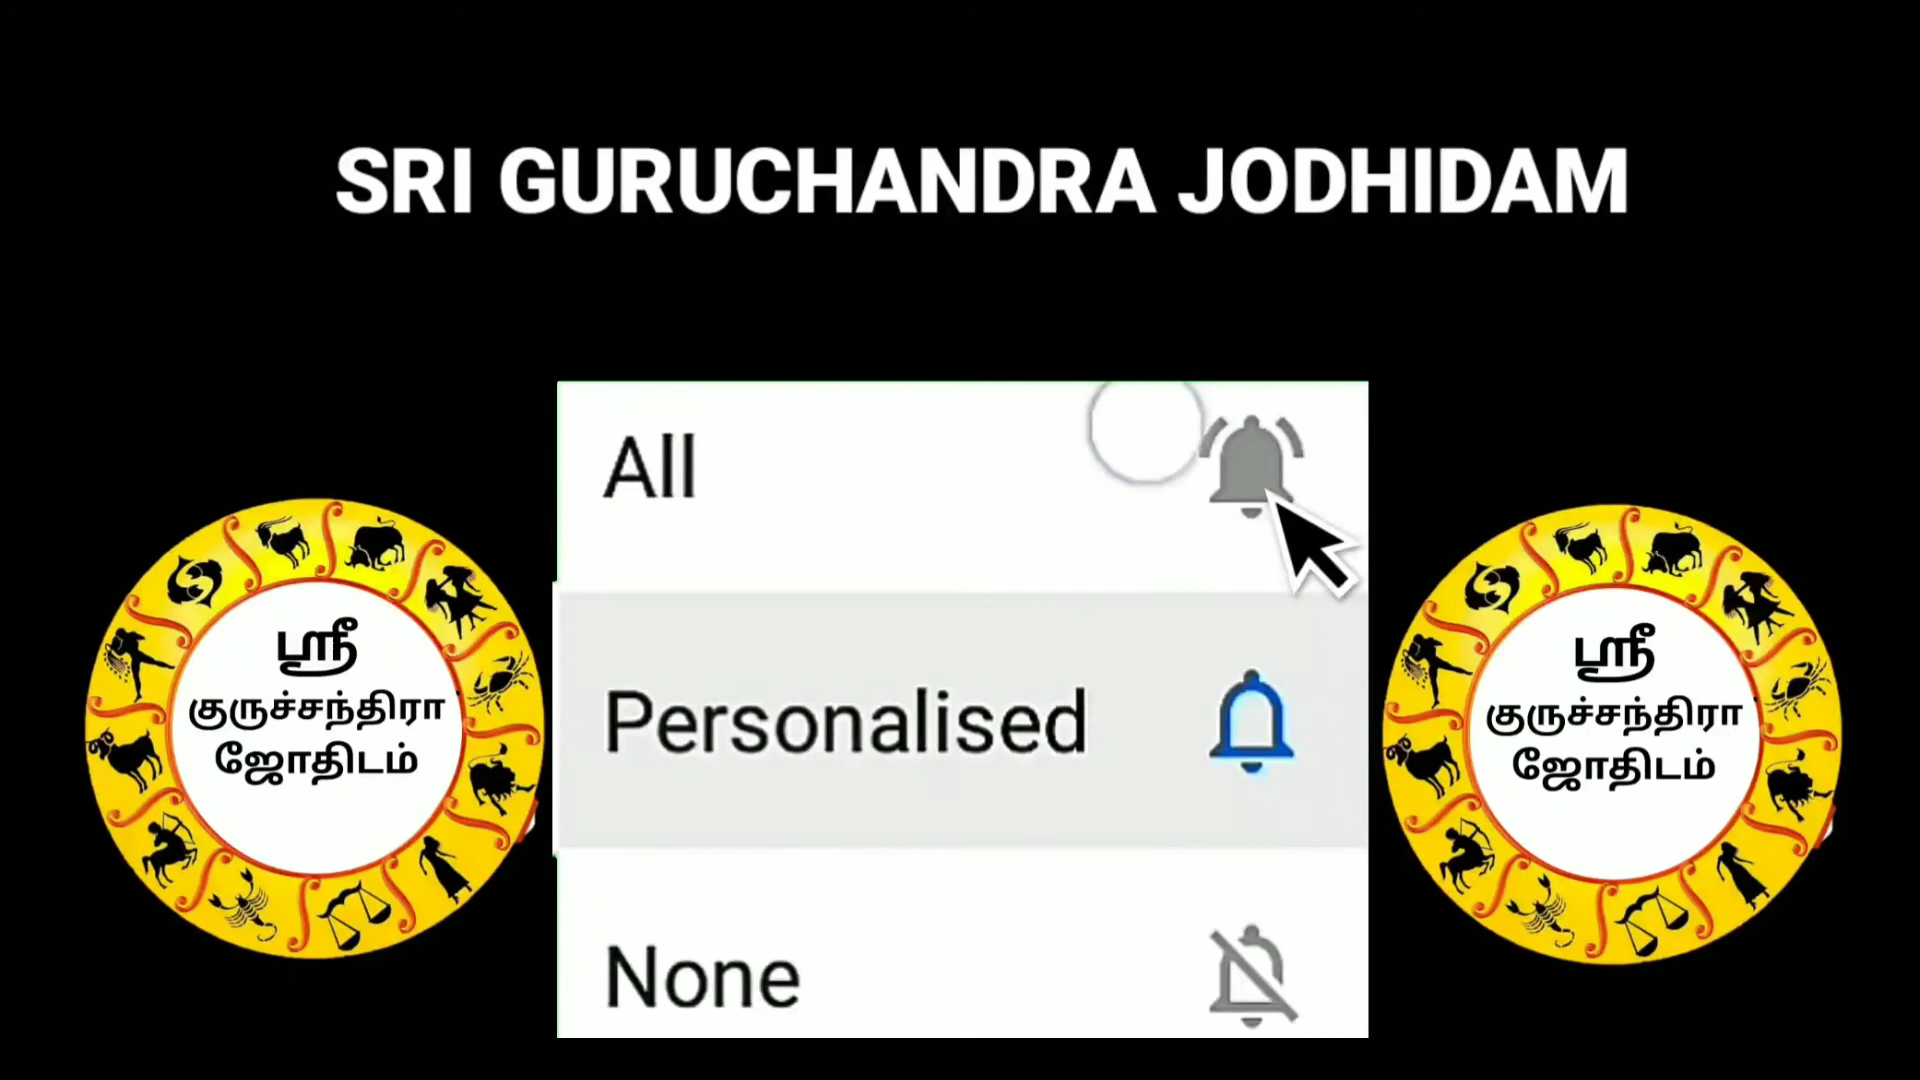 SRI GURUCHANDRA JODHIDAM
All
Personalised
None
ஸ்ரீ
குருச்சந்திரா
ஜோதிடம்
ஸ்ரீ
குருச்சந்திரா
ஜோதிடம்